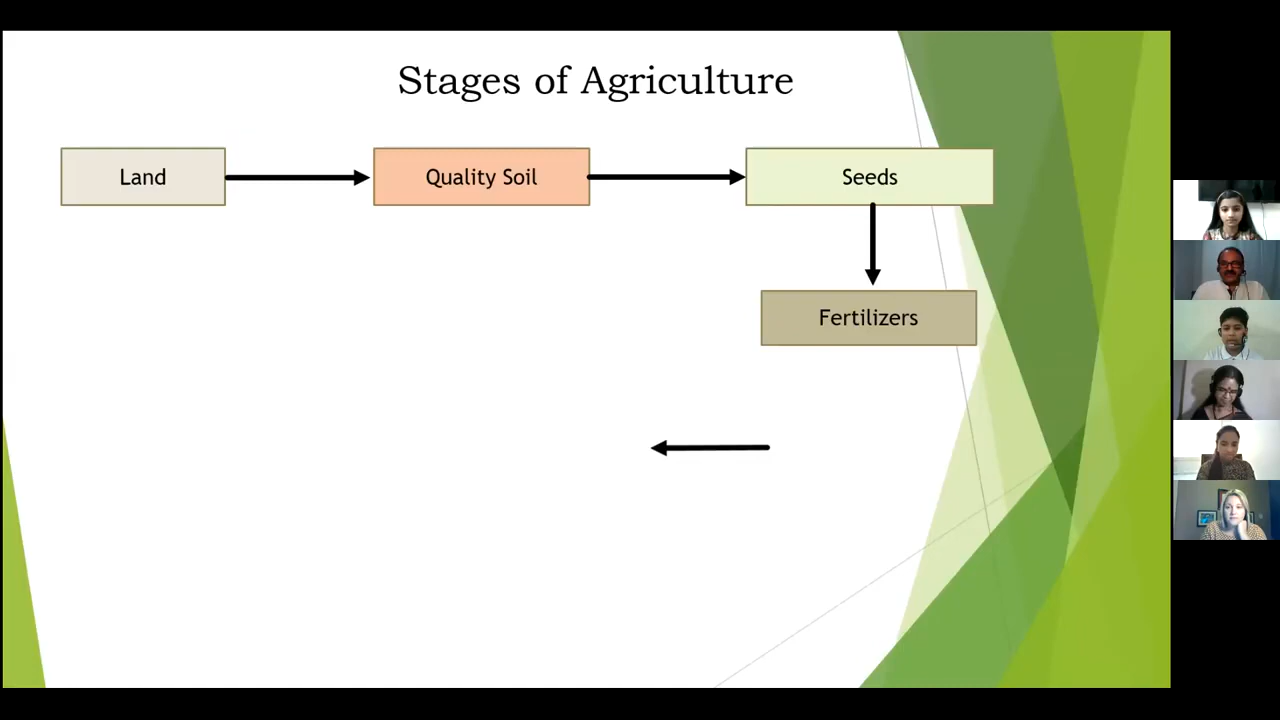 Stages of Agriculture
Land
Quality Soil
Seeds
Fertilizers